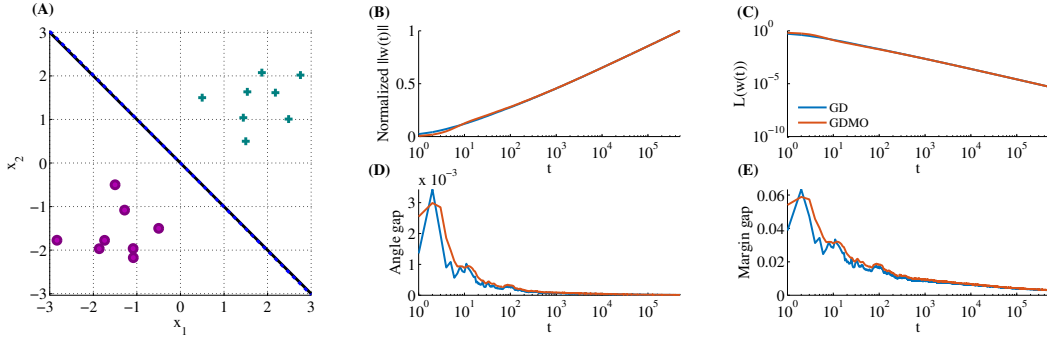 (A)
3
2
1
0
−1
−2
−3
x_2
−3
−2
−1
0
1
2
3
x_1
(B)
1
0.5
0
Normalized ||w(t)||
10^0
10^1
10^2
10^3
10^4
10^5
t
(C)
10^0
10^−5
10^−10
L(w(t))
GD
GDMO
10^0
10^1
10^2
10^3
10^4
10^5
t
(D)
x 10^−3
3
2
1
0
Angle gap
10^0
10^1
10^2
10^3
10^4
10^5
t
(E)
0.06
0.04
0.02
0
Margin gap
10^0
10^1
10^2
10^3
10^4
10^5
t